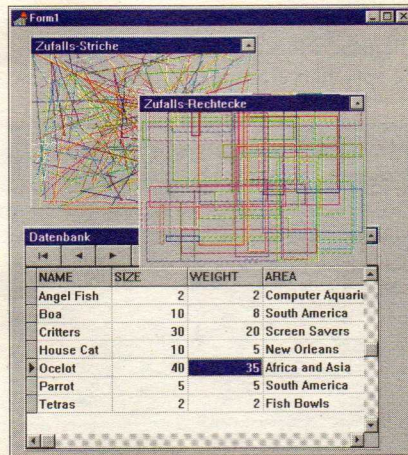 Form1
Zufalls-Striche
Zufalls-Rechtecke
Datenbank
NAME SIZE WEIGHT AREA
Angel Fish 2 2 Computer Aquariu
Boa 10 8 South America
Critters 30 20 Screen Savers
House Cat 10 5 New Orleans
Ocelot 40 35 Africa and Asia
Parrot 5 5 South America
Tetras 2 2 Fish Bowls